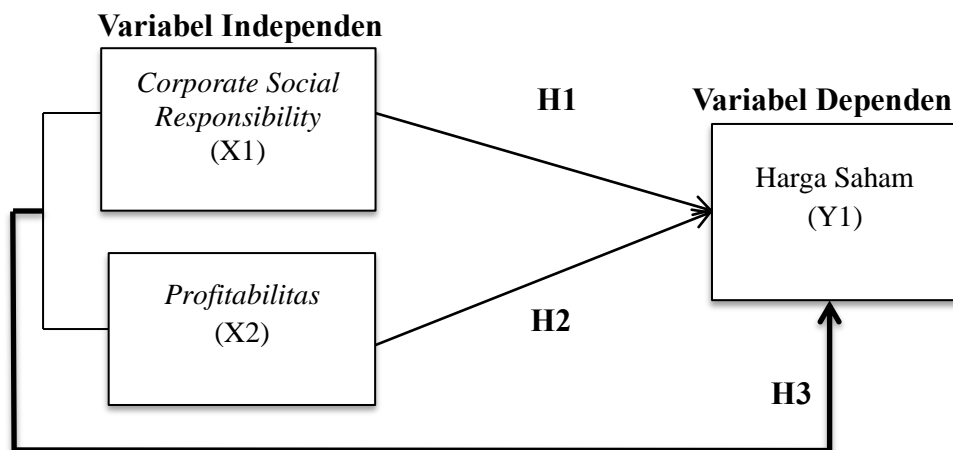 Variabel Independen
Corporate Social
Responsibility
(X1)
H1
Variabel Dependen
Harga Saham
(Y1)
Profitabilitas
(X2)
H2
H3